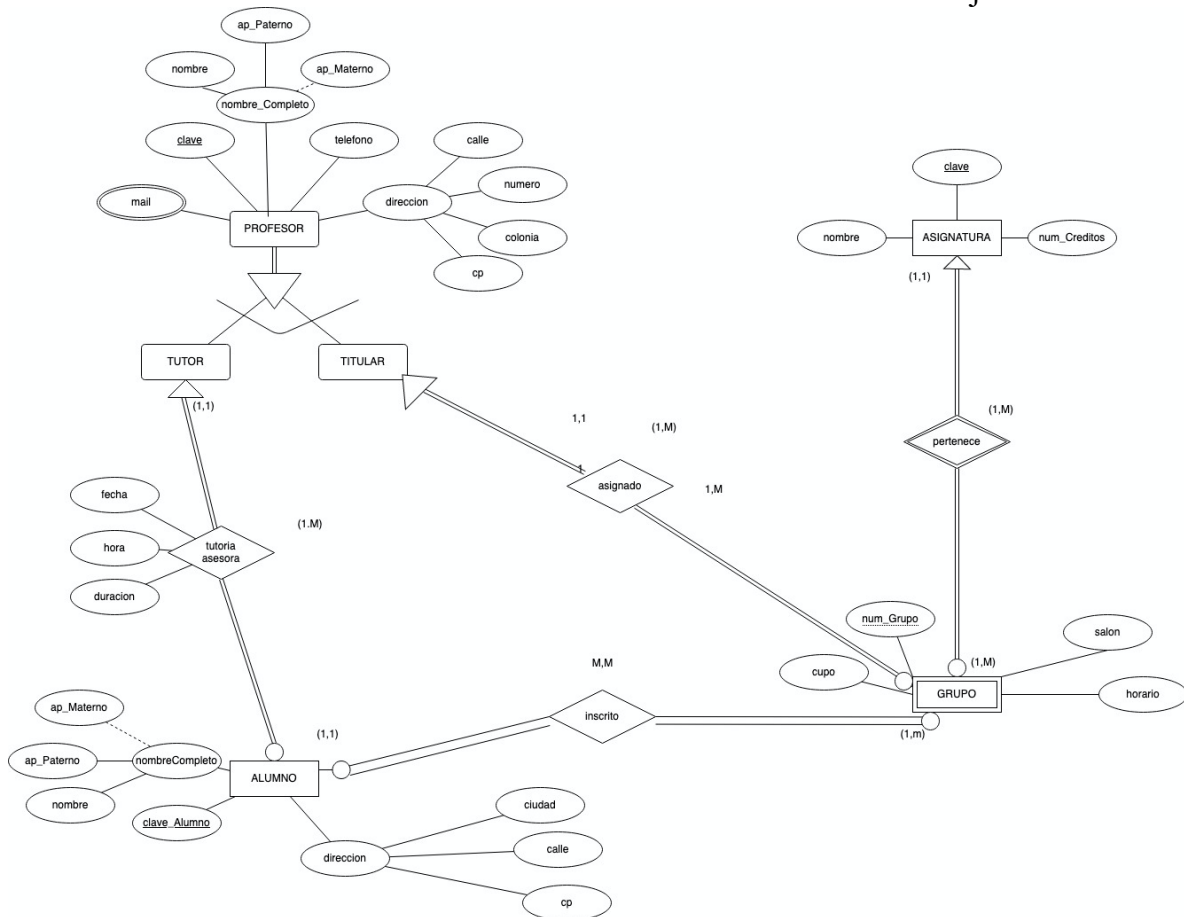 j
ap_Paterno
nombre
ap_Materno
nombre_Completo
clave
telefono
calle
mail
direccion
numero
PROFESOR
colonia
cp
clave
nombre
ASIGNATURA
num_Creditos
(1,1)
TUTOR
TITULAR
(1,1)
1,1
(1,M)
(1,M)
pertenece
1
asignado
1,M
fecha
(1.M)
hora
tutoria
asesora
duracion
num_Grupo
salon
M,M
cupo
(1,M)
GRUPO
horario
ap_Materno
inscrito
(1,1)
(1,m)
ap_Paterno
nombreCompleto
ALUMNO
nombre
clave_Alumno
ciudad
direccion
calle
cp